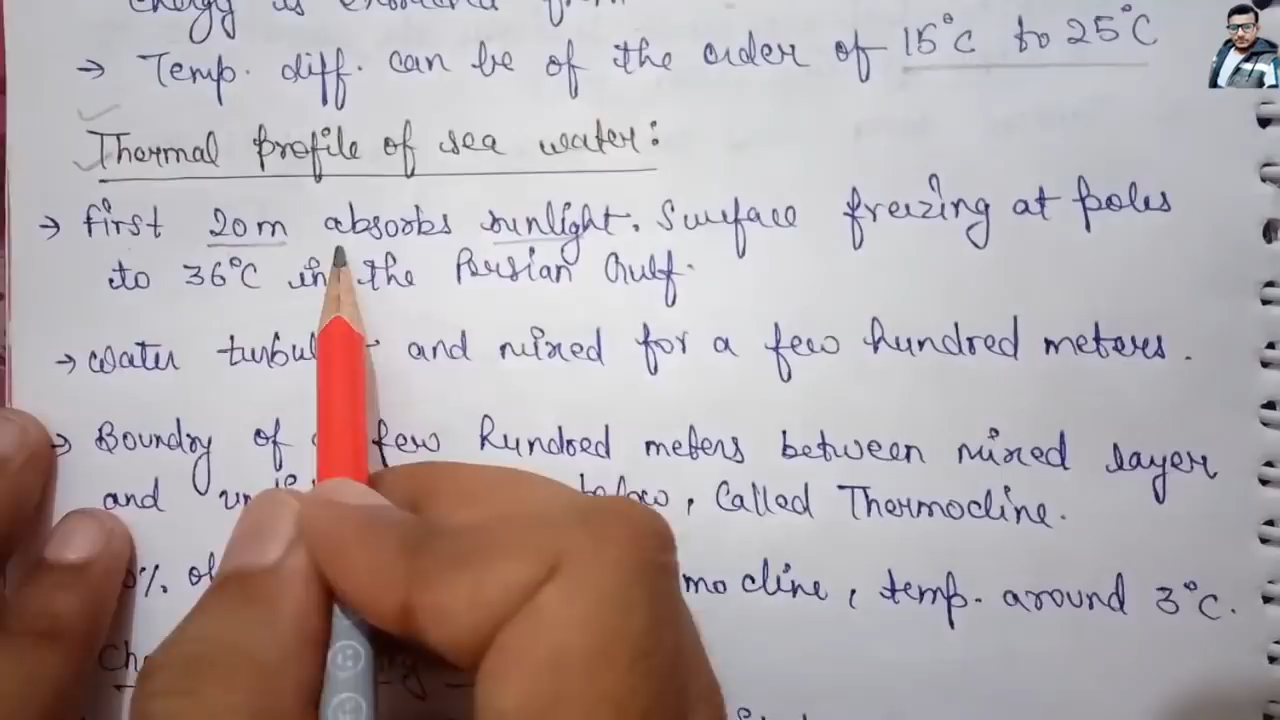 → Temp. diff. can be of the order of 15°C to 25°C
Thermal profile of sea water:
→ first 20m absorbs sunlight. Surface freezing at poles
to 36°C in the Persian Gulf.
→ Water and mixed for a few hundred meters.
→ Boundry of few hundred meters between mixed layer
and below, Called Thermocline.
% temp. around 3°C.